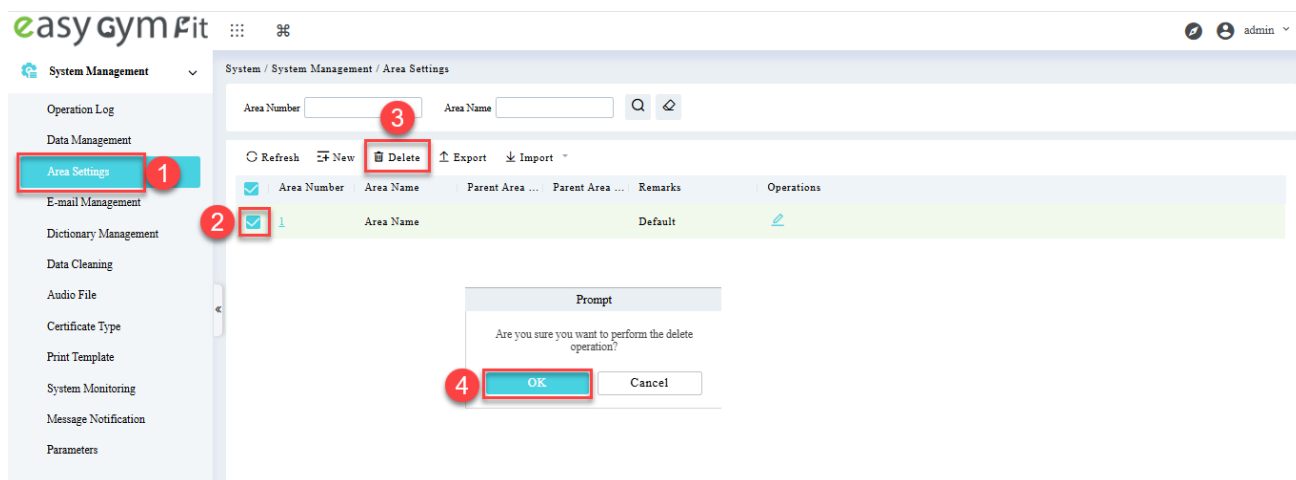 easy Gym Fit
⌘
admin
System Management
System / System Management / Area Settings
Operation Log
Data Management
Area Settings
1
E-mail Management
Dictionary Management
Data Cleaning
Audio File
Certificate Type
Print Template
System Monitoring
Message Notification
Parameters
Area Number
Area Name
3
Refresh New Delete Export Import
Area Number Area Name Parent Area ... Parent Area ... Remarks Operations
2
1 Area Name Default
Prompt
Are you sure you want to perform the delete
operation?
4
OK Cancel
«